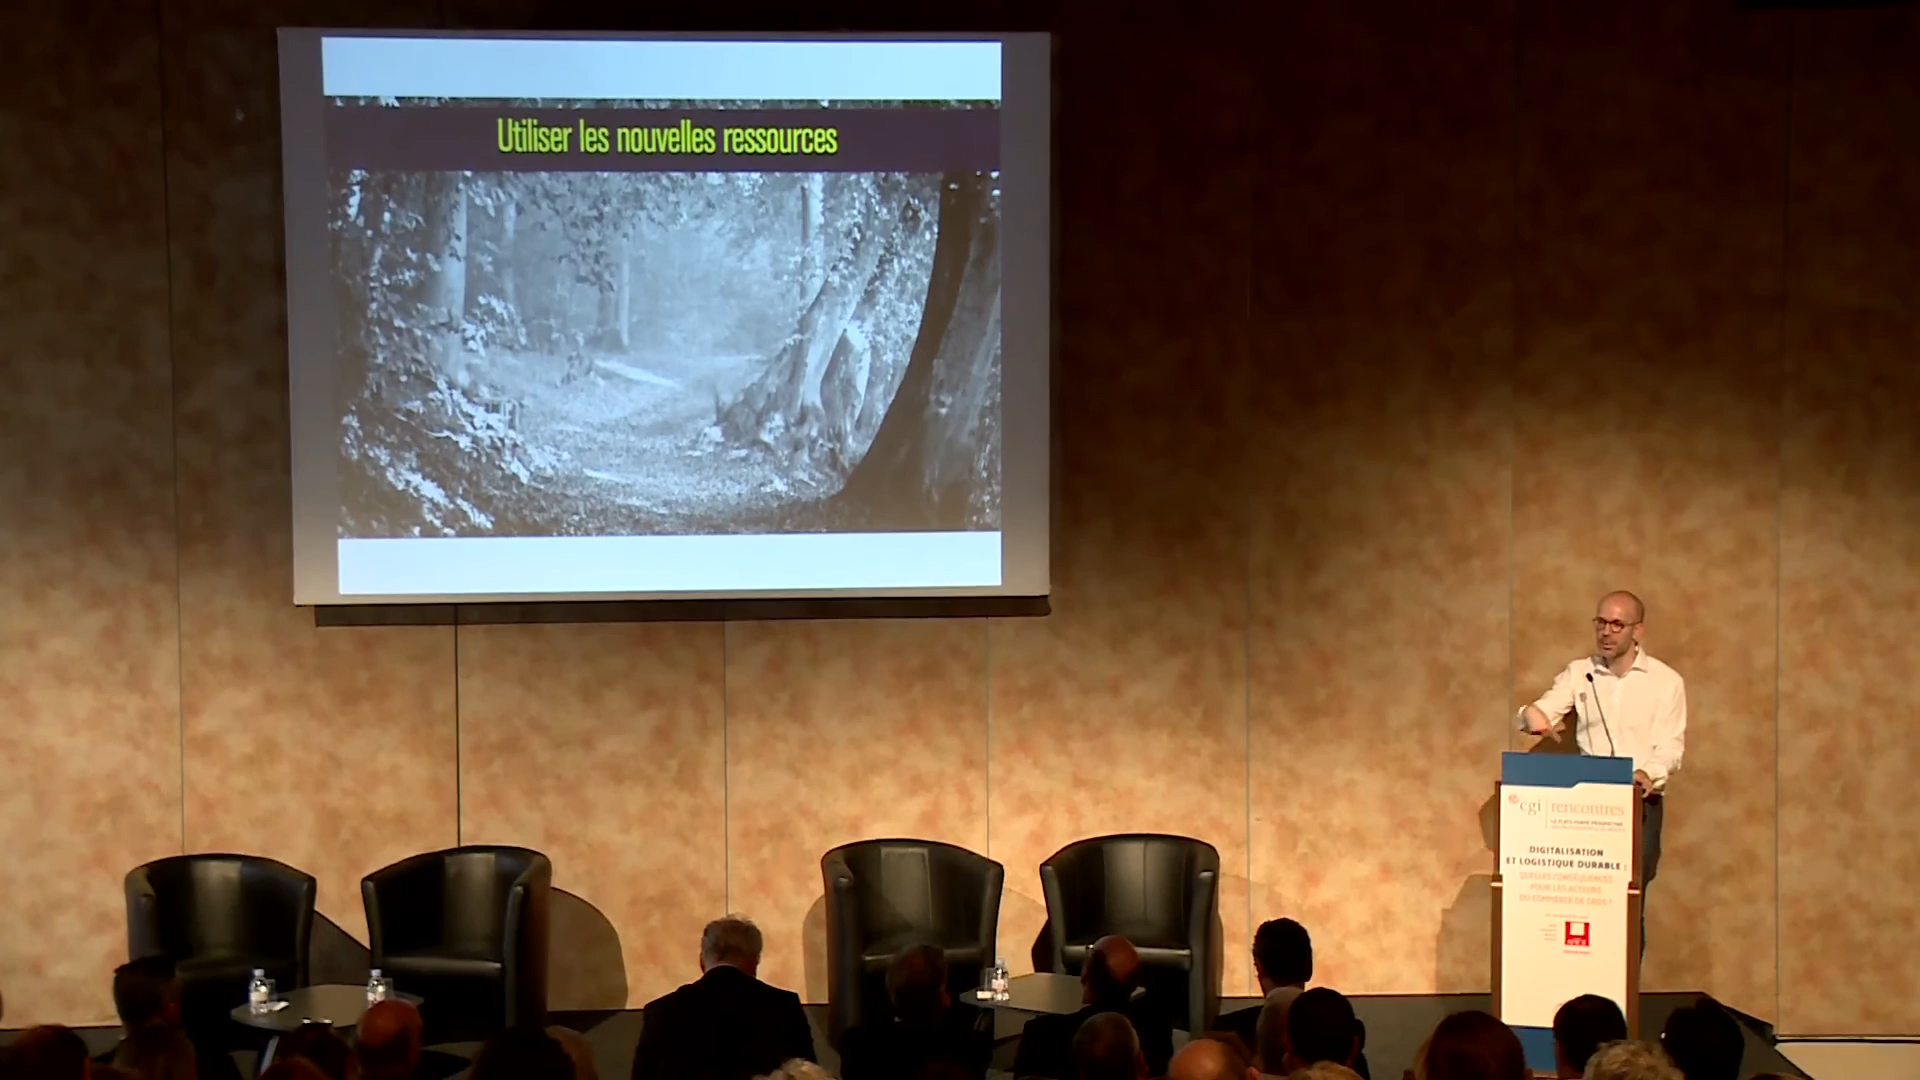 Utiliser les nouvelles ressources
cgi rencontres
DIGITALISATION
ET LOGISTIQUE DURABLE :
QUELLES CONSÉQUENCES
POUR LES ACTEURS
DU COMMERCE DE GROS ?